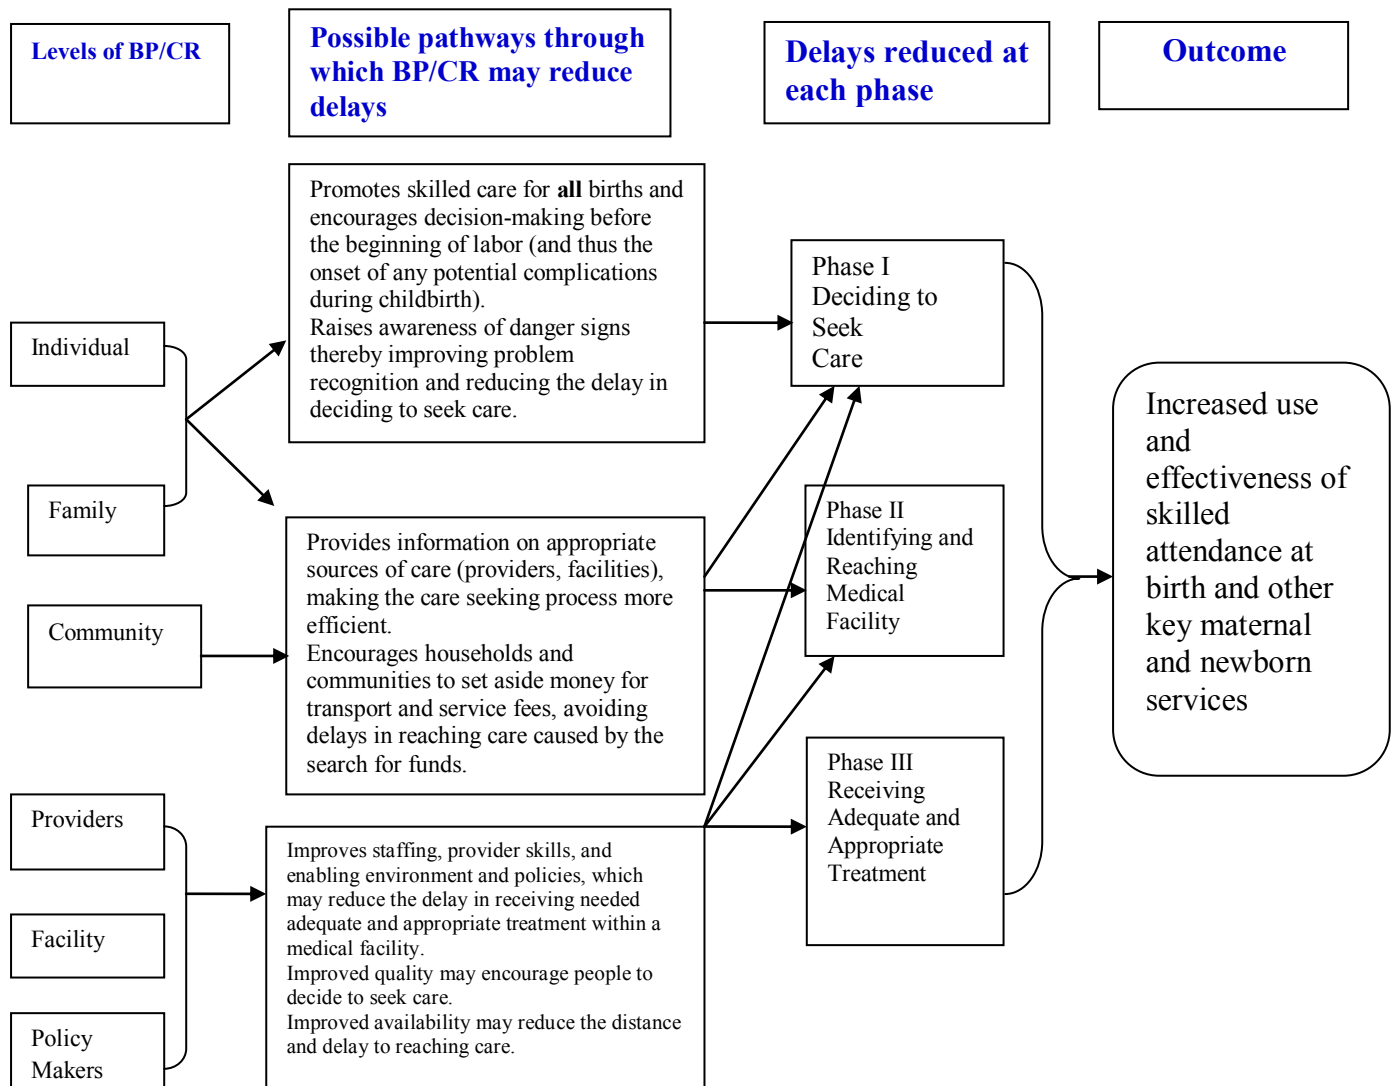 Levels of BP/CR
Possible pathways through
which BP/CR may reduce
delays
Delays reduced at
each phase
Outcome
Individual
Family
Community
Providers
Facility
Policy
Makers
Promotes skilled care for all births and
encourages decision-making before
the beginning of labor (and thus the
onset of any potential complications
during childbirth).
Raises awareness of danger signs
thereby improving problem
recognition and reducing the delay in
deciding to seek care.
Provides information on appropriate
sources of care (providers, facilities),
making the care seeking process more
efficient.
Encourages households and
communities to set aside money for
transport and service fees, avoiding
delays in reaching care caused by the
search for funds.
Improves staffing, provider skills, and
enabling environment and policies, which
may reduce the delay in receiving needed
adequate and appropriate treatment within a
medical facility.
Improved quality may encourage people to
decide to seek care.
Improved availability may reduce the distance
and delay to reaching care.
Phase I
Deciding to
Seek
Care
Phase II
Identifying and
Reaching
Medical
Facility
Phase III
Receiving
Adequate and
Appropriate
Treatment
Increased use
and
effectiveness of
skilled
attendance at
birth and other
key maternal
and newborn
services